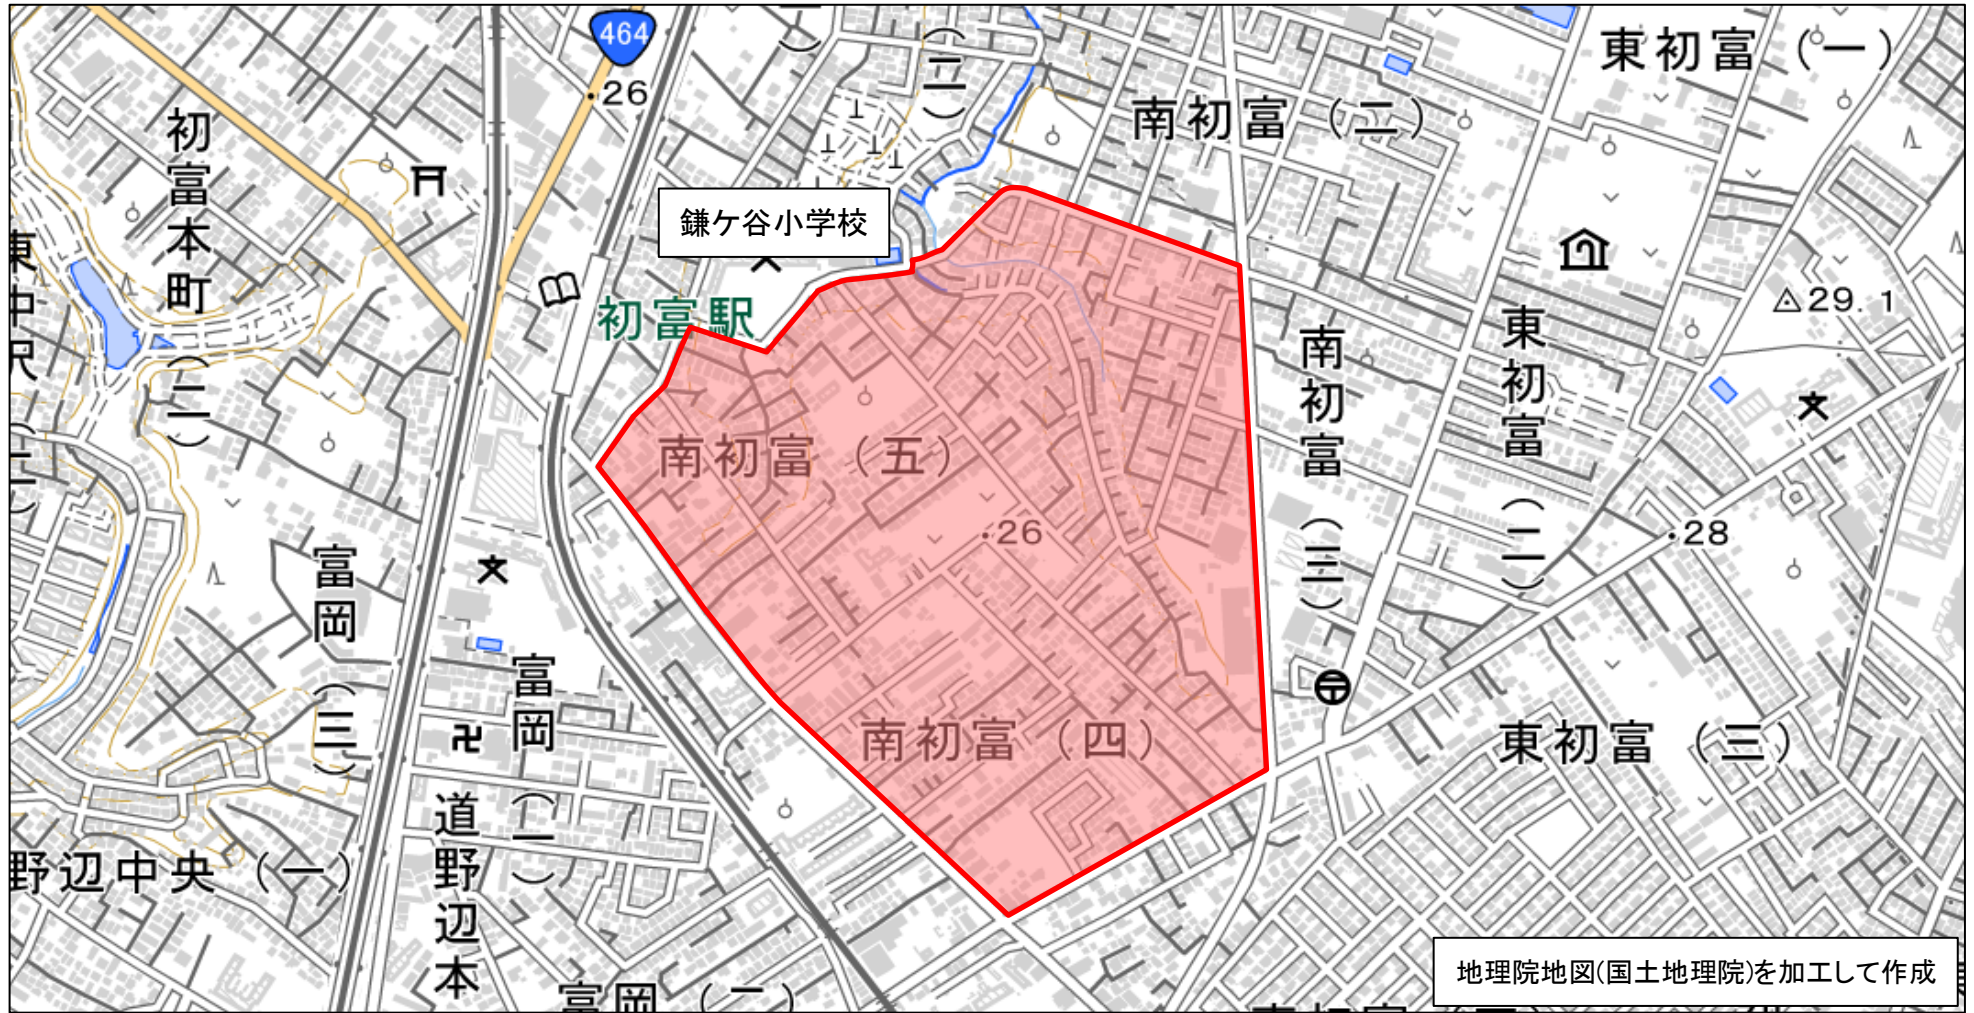 464
26
(二)
東初富 (一)
南初富 (二)
初富本町
(二)
鎌ケ谷小学校
初富駅
29.1
南初富
(三)
東初富
(二)
南初富 (五)
26
28
富岡
(三)
富岡
(一)
南初富 (四)
東初富 (三)
道野辺本
野辺中央 (一)
富岡 (二)
地理院地図(国土地理院)を加工して作成